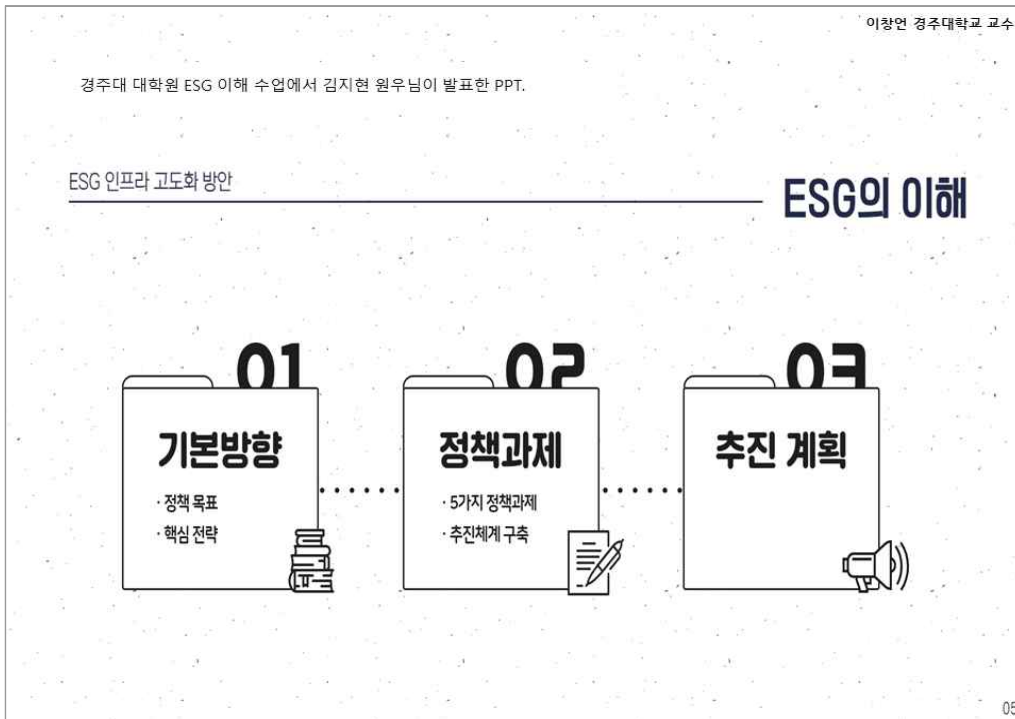 이창언 경주대학교 교수
경주대 대학원 ESG 이해 수업에서 김지현 원우님이 발표한 PPT.
ESG 인프라 고도화 방안
ESG의 이해
01
기본방향
· 정책 목표
· 핵심 전략
02
정책과제
· 5가지 정책과제
· 추진체계 구축
03
추진 계획
05